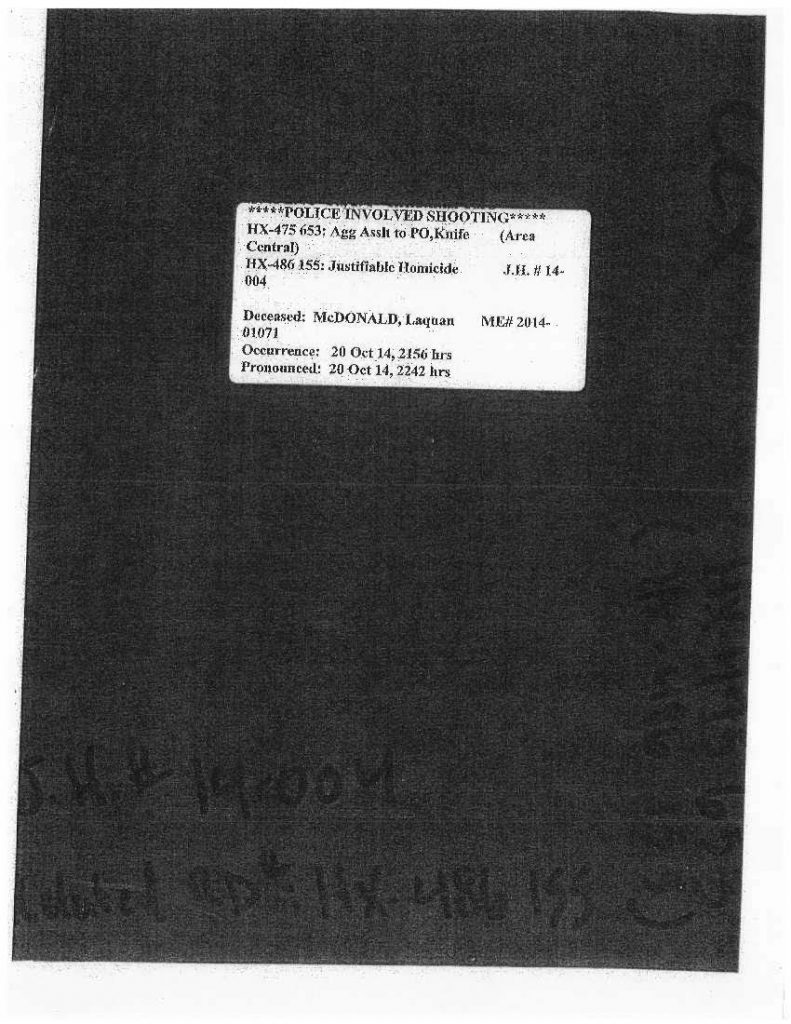 *****POLICE INVOLVED SHOOTING*****
HX-475 653: Agg Asslt to PO,Knife (Area
Central)
HX-486 155: Justifiable Homicide J.H. # 14-
004
Deceased: McDONALD, Laquan ME# 2014-
01071
Occurrence: 20 Oct 14, 2156 hrs
Pronounced: 20 Oct 14, 2242 hrs
J.H.# 14-004
RD# HX-486 155